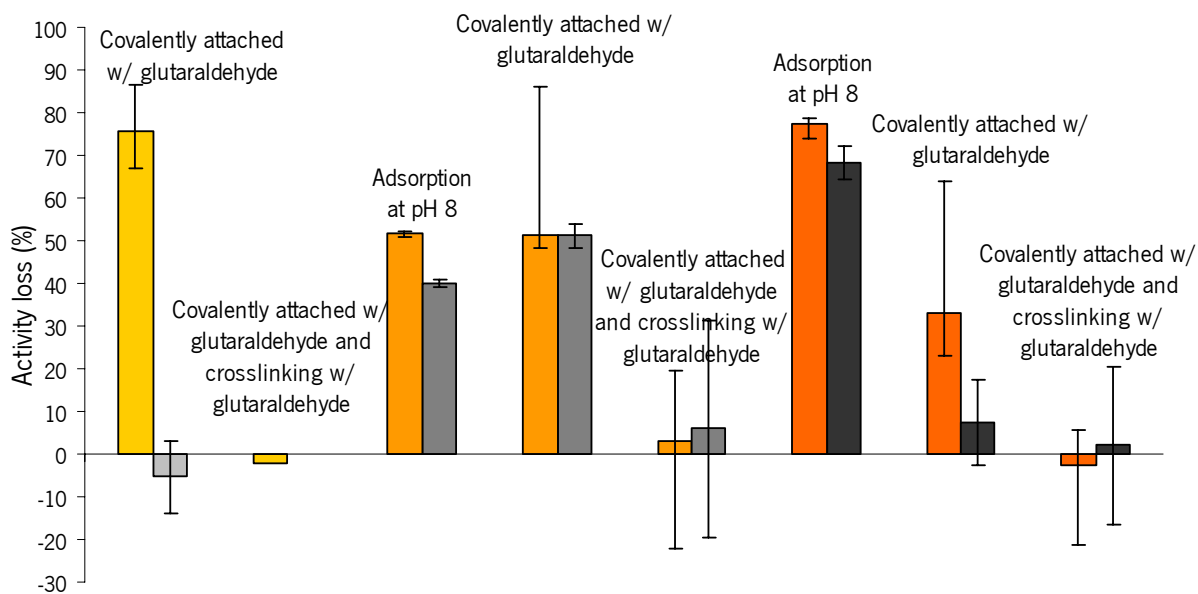 Activity loss (%)
100
90
80
70
60
50
40
30
20
10
0
-10
-20
-30
Covalently attached
w/ glutaraldehyde
Covalently attached w/
glutaraldehyde and
crosslinking w/
glutaraldehyde
Adsorption
at pH 8
Covalently attached w/
glutaraldehyde
Covalently attached
w/ glutaraldehyde
and crosslinking w/
glutaraldehyde
Adsorption
at pH 8
Covalently attached w/
glutaraldehyde
Covalently attached w/
glutaraldehyde and
crosslinking w/
glutaraldehyde